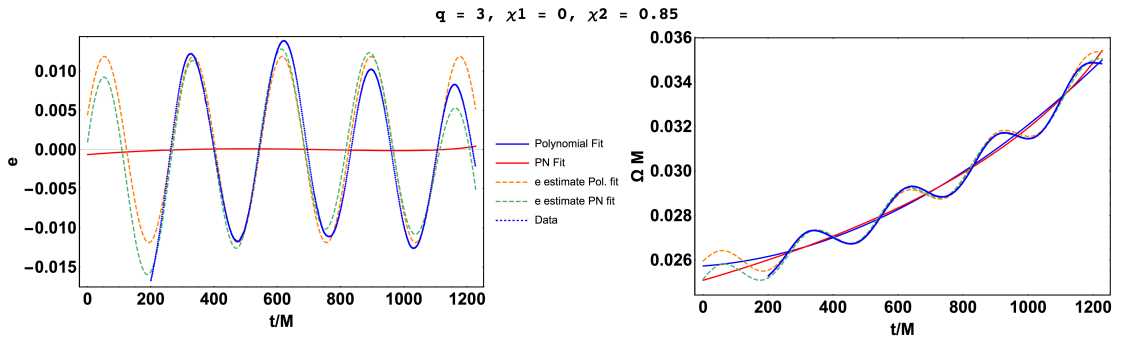 q = 3, χ1 = 0, χ2 = 0.85
0.010
0.005
0.000
−0.005
−0.010
−0.015
e
0 200 400 600 800 1000 1200
t/M
Polynomial Fit
PN Fit
e estimate Pol. fit
e estimate PN fit
Data
0.036
0.034
0.032
0.030
0.028
0.026
Ω M
0 200 400 600 800 1000 1200
t/M